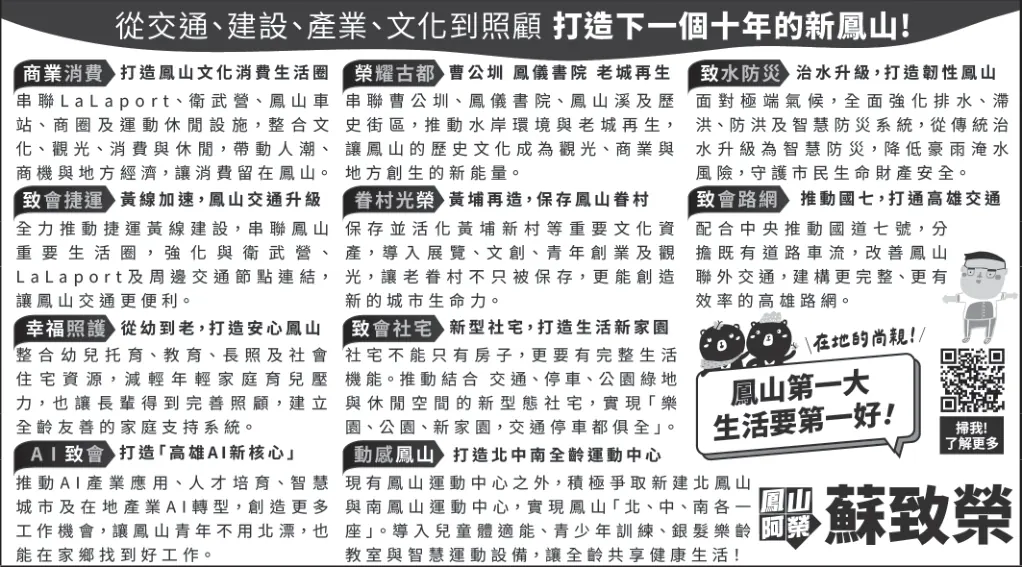 從交通、建設、產業、文化到照顧 打造下一個十年的新鳳山!
商業消費 打造鳳山文化消費生活圈
串聯LaLaport、衛武營、鳳山車
站、商圈及運動休閒設施,整合文
化、觀光、消費與休閒,帶動人潮、
商機與地方經濟,讓消費留在鳳山。
致會捷運 黃線加速,鳳山交通升級
全力推動捷運黃線建設,串聯鳳山
重要生活圈,強化與衛武營、
LaLaport及周邊交通節點連結,
讓鳳山交通更便利。
幸福照護 從幼到老,打造安心鳳山
整合幼兒托育、教育、長照及社會
住宅資源,減輕年輕家庭育兒壓
力,也讓長輩得到完善照顧,建立
全齡友善的家庭支持系統。
AI致會 打造「高雄AI新核心」
推動AI產業應用、人才培育、智慧
城市及在地產業AI轉型,創造更多
工作機會,讓鳳山青年不用北漂,也
能在家鄉找到好工作。
榮耀古都 曹公圳 鳳儀書院 老城再生
串聯曹公圳、鳳儀書院、鳳山溪及歷
史街區,推動水岸環境與老城再生,
讓鳳山的歷史文化成為觀光、商業與
地方創生的新能量。
眷村光榮 黃埔再造,保存鳳山眷村
保存並活化黃埔新村等重要文化資
產,導入展覽、文創、青年創業及觀
光,讓老眷村不只被保存,更能創造
新的城市生命力。
致會社宅 新型社宅,打造生活新家園
社宅不能只有房子,更要有完整生活
機能。推動結合 交通、停車、公園綠地
與休閒空間的新型態社宅,實現「樂
園、公園、新家園,交通停車都俱全」。
動感鳳山 打造北中南全齡運動中心
現有鳳山運動中心之外,積極爭取新建北鳳山
與南鳳山運動中心,實現鳳山「北、中、南各一
座」。導入兒童體適能、青少年訓練、銀髮樂齡
教室與智慧運動設備,讓全齡共享健康生活!
致水防災 治水升級,打造韌性鳳山
面對極端氣候,全面強化排水、滯
洪、防洪及智慧防災系統,從傳統治
水升級為智慧防災,降低豪雨淹水
風險,守護市民生命財產安全。
致會路網 推動國七,打通高雄交通
配合中央推動國道七號,分
擔既有道路車流,改善鳳山
聯外交通,建構更完整、更有
效率的高雄路網。
在地的尚親!
鳳山第一大
生活要第一好!
掃我!
了解更多
鳳山
阿榮
蘇致榮